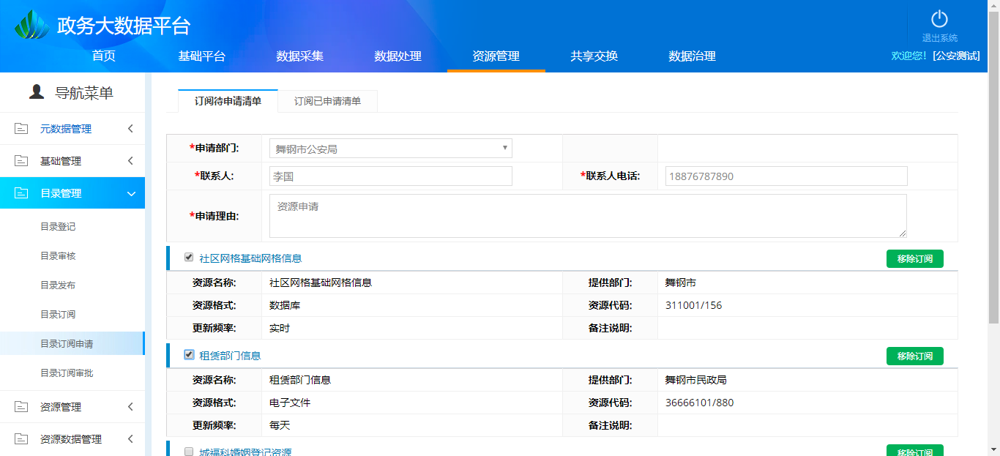 政务大数据平台
退出系统
首页 基础平台 数据采集 数据处理 资源管理 共享交换 数据治理 欢迎您! [公安测试]
导航菜单
元数据管理
基础管理
目录管理
目录登记
目录审核
目录发布
目录订阅
目录订阅申请
目录订阅审批
资源管理
资源数据管理
订阅待申请清单 订阅已申请清单
*申请部门: 舞钢市公安局
*联系人: 李国 *联系人电话: 18876787890
*申请理由: 资源申请
社区网格基础网格信息 移除订阅
资源名称: 社区网格基础网格信息 提供部门: 舞钢市
资源格式: 数据库 资源代码: 311001/156
更新频率: 实时 备注说明:
租赁部门信息 移除订阅
资源名称: 租赁部门信息 提供部门: 舞钢市民政局
资源格式: 电子文件 资源代码: 36666101/880
更新频率: 每天 备注说明:
城福科婚姻登记资源 移除订阅